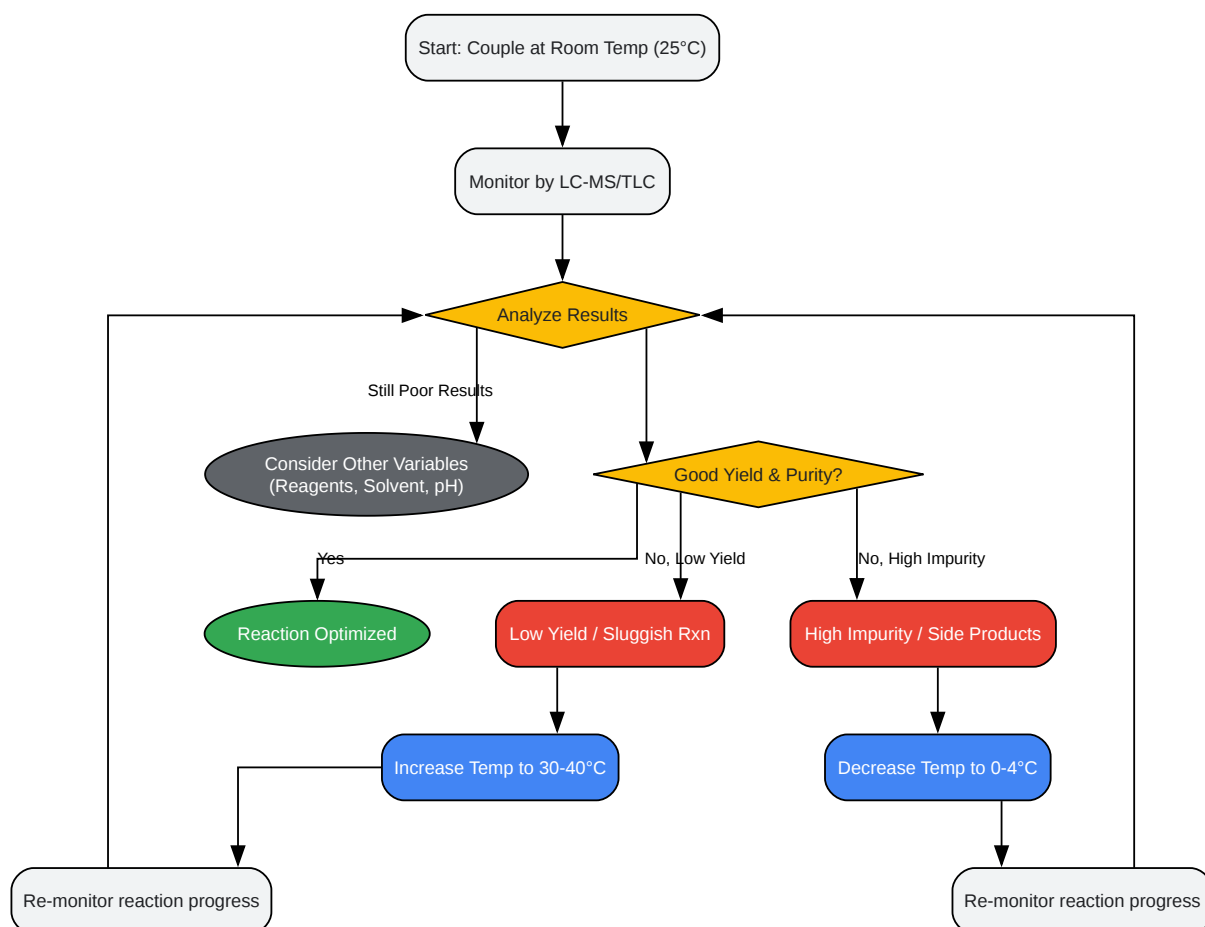 Start: Couple at Room Temp (25°C)
Monitor by LC-MS/TLC
Analyze Results
Still Poor Results
Consider Other Variables
(Reagents, Solvent, pH)
Good Yield & Purity?
Yes
No, Low Yield
No, High Impurity
Reaction Optimized
Low Yield / Sluggish Rxn
High Impurity / Side Products
Increase Temp to 30-40°C
Decrease Temp to 0-4°C
Re-monitor reaction progress
Re-monitor reaction progress